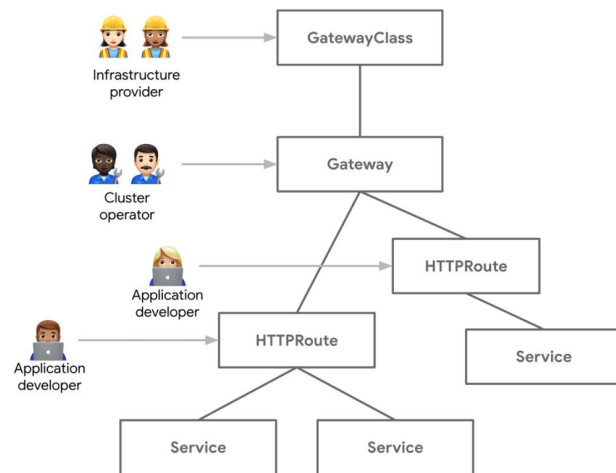 GatewayClass
Infrastructure
provider
Gateway
Cluster
operator
HTTPRoute
Application
developer
HTTPRoute
Service
Application
developer
Service
Service